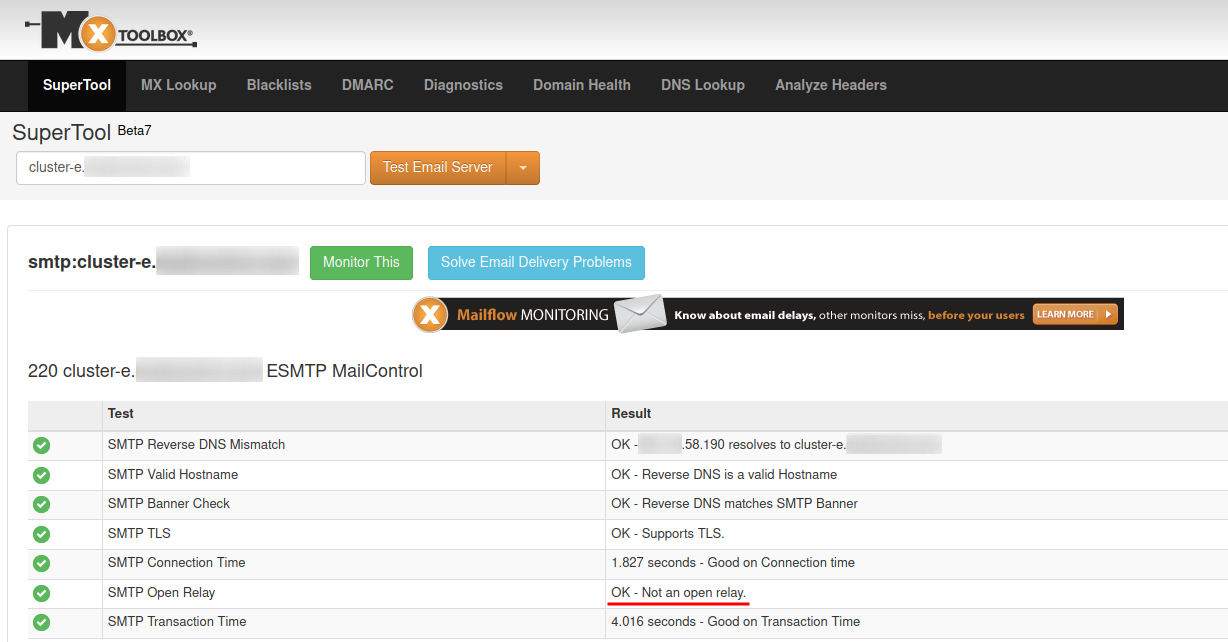 MX TOOLBOX®
SuperTool MX Lookup Blacklists DMARC Diagnostics Domain Health DNS Lookup Analyze Headers
SuperTool Beta7
cluster-e.
Test Email Server
smtp:cluster-e.
Monitor This
Solve Email Delivery Problems
X Mailflow MONITORING Know about email delays, other monitors miss, before your users LEARN MORE
220 cluster-e. ESMTP MailControl
Test Result
SMTP Reverse DNS Mismatch OK - .58.190 resolves to cluster-e.
SMTP Valid Hostname OK - Reverse DNS is a valid Hostname
SMTP Banner Check OK - Reverse DNS matches SMTP Banner
SMTP TLS OK - Supports TLS.
SMTP Connection Time 1.827 seconds - Good on Connection time
SMTP Open Relay OK - Not an open relay.
SMTP Transaction Time 4.016 seconds - Good on Transaction Time